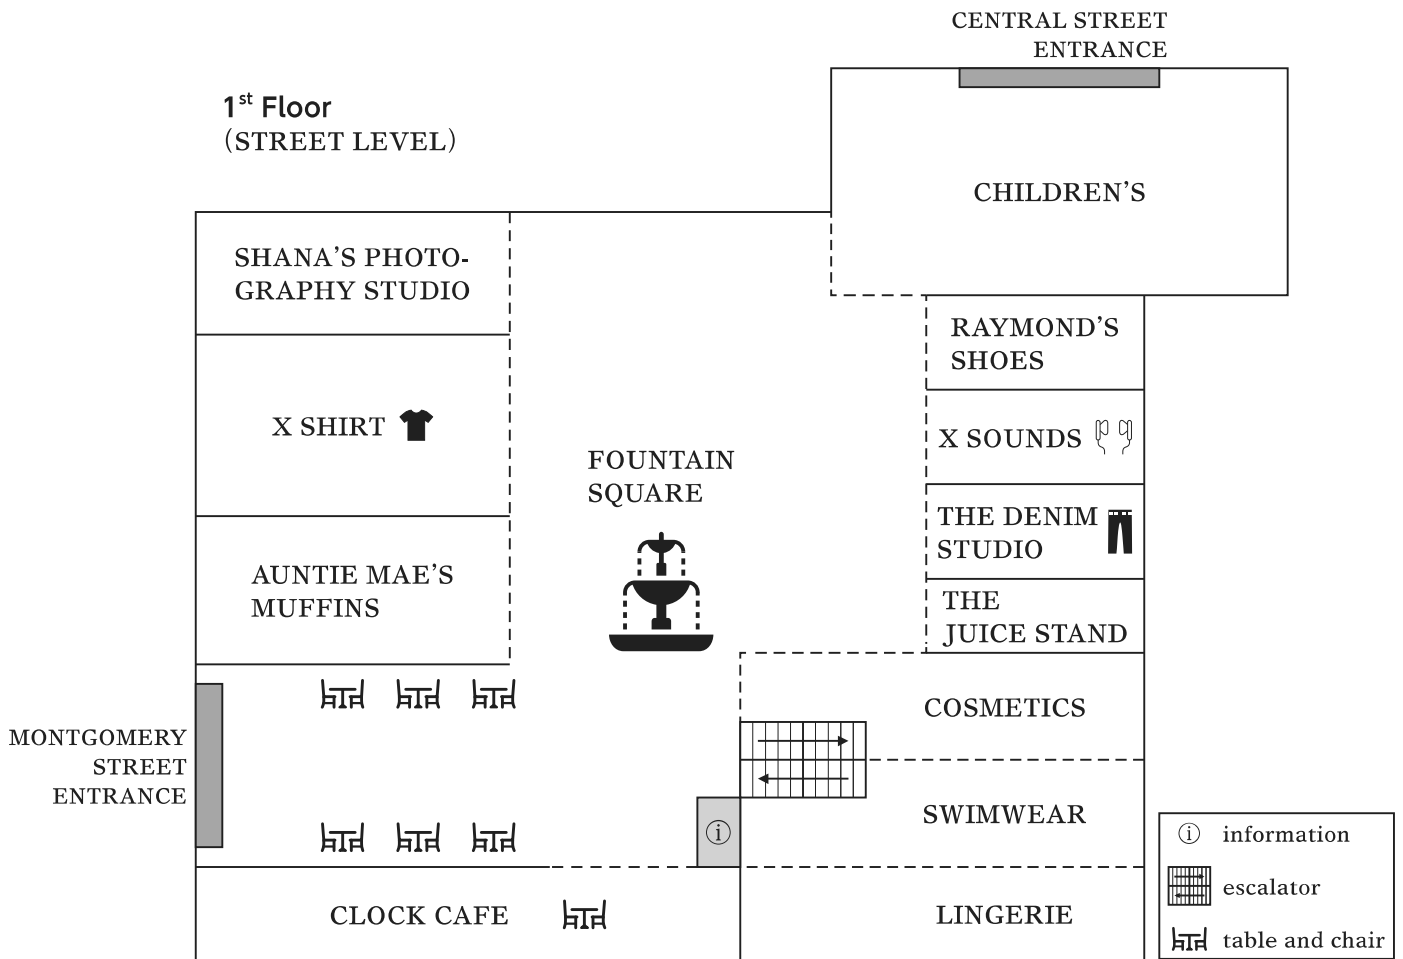 CENTRAL STREET
ENTRANCE
1st Floor
(STREET LEVEL)
CHILDREN'S
SHANA'S PHOTO-
GRAPHY STUDIO
RAYMOND'S
SHOES
X SHIRT
X SOUNDS
FOUNTAIN
SQUARE
THE DENIM
STUDIO
AUNTIE MAE'S
MUFFINS
THE
JUICE STAND
COSMETICS
MONTGOMERY
STREET
ENTRANCE
SWIMWEAR
i
CLOCK CAFE
LINGERIE
i information
escalator
table and chair